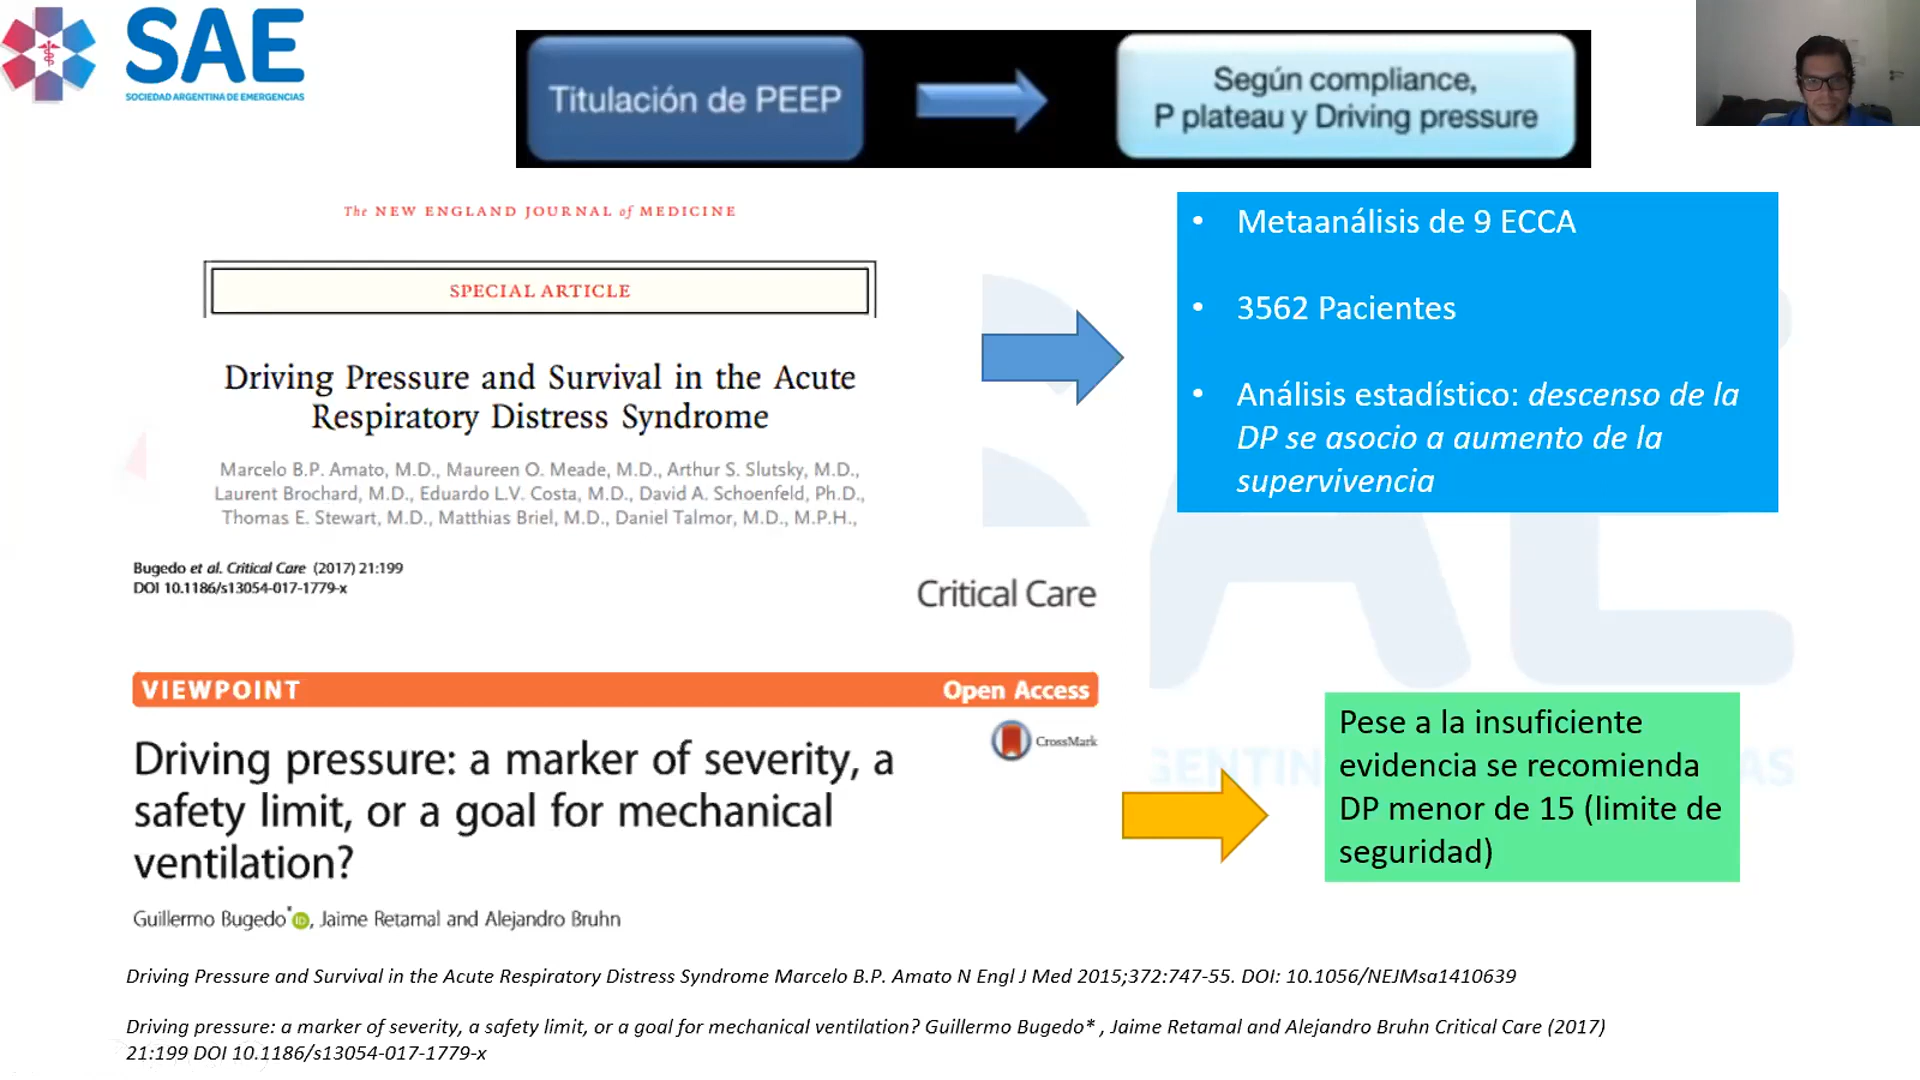 SAE
SOCIEDAD ARGENTINA DE EMERGENCIAS
Titulación de PEEP
Según compliance,
P plateau y Driving pressure
The NEW ENGLAND JOURNAL of MEDICINE
SPECIAL ARTICLE
Driving Pressure and Survival in the Acute
Respiratory Distress Syndrome
Marcelo B.P. Amato, M.D., Maureen O. Meade, M.D., Arthur S. Slutsky, M.D.,
Laurent Brochard, M.D., Eduardo L.V. Costa, M.D., David A. Schoenfeld, Ph.D.,
Thomas E. Stewart, M.D., Matthias Briel, M.D., Daniel Talmor, M.D., M.P.H.,
• Metaanálisis de 9 ECCA
• 3562 Pacientes
• Análisis estadístico: descenso de la
DP se asocio a aumento de la
supervivencia
Bugedo et al. Critical Care (2017) 21:199
DOI 10.1186/s13054-017-1779-x
Critical Care
VIEWPOINT
Open Access
CrossMark
Driving pressure: a marker of severity, a
safety limit, or a goal for mechanical
ventilation?
Guillermo Bugedo* iD, Jaime Retamal and Alejandro Bruhn
Pese a la insuficiente
evidencia se recomienda
DP menor de 15 (limite de
seguridad)
Driving Pressure and Survival in the Acute Respiratory Distress Syndrome Marcelo B.P. Amato N Engl J Med 2015;372:747-55. DOI: 10.1056/NEJMsa1410639
Driving pressure: a marker of severity, a safety limit, or a goal for mechanical ventilation? Guillermo Bugedo* , Jaime Retamal and Alejandro Bruhn Critical Care (2017)
21:199 DOI 10.1186/s13054-017-1779-x